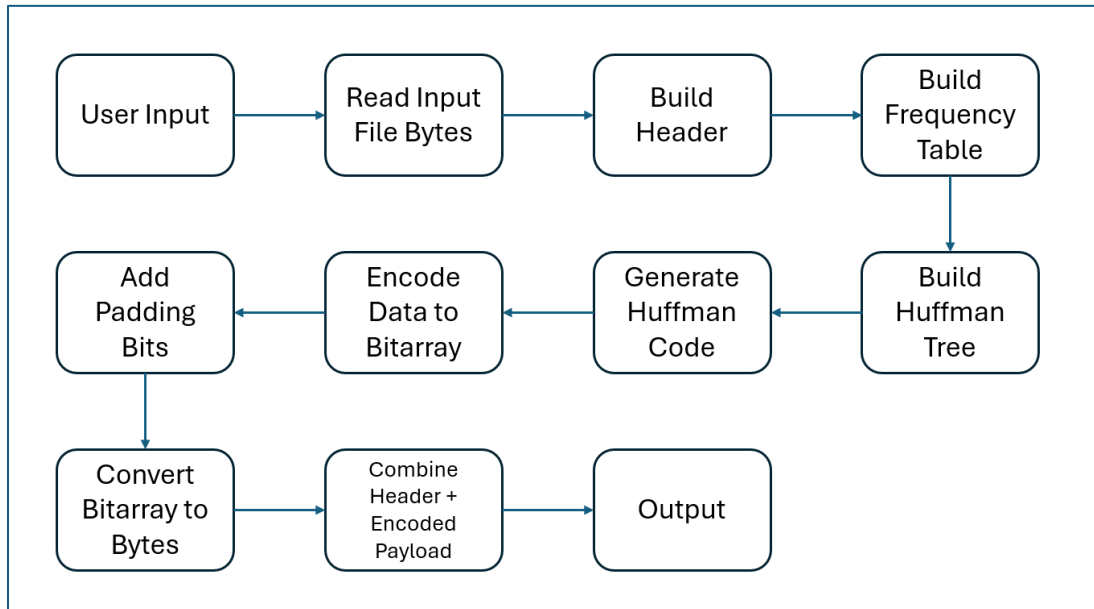 User Input
Read Input
File Bytes
Build
Header
Build
Frequency
Table
Build
Huffman
Tree
Generate
Huffman
Code
Encode
Data to
Bitarray
Add
Padding
Bits
Convert
Bitarray to
Bytes
Combine
Header +
Encoded
Payload
Output